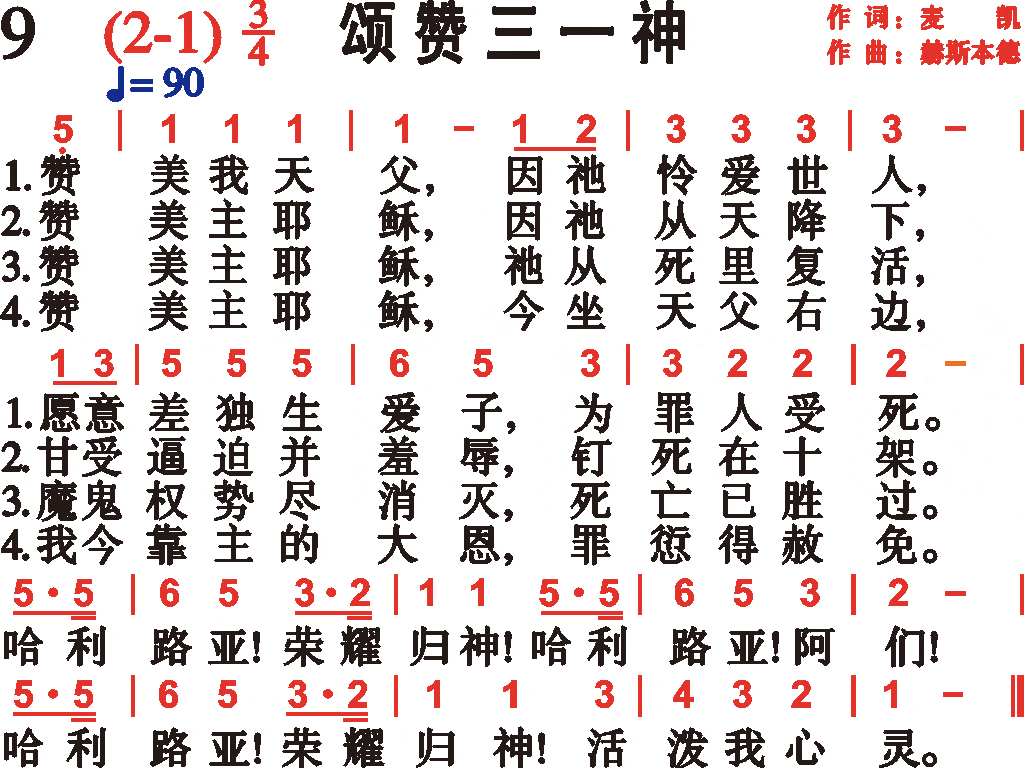 9 (2-1) 3/4 颂赞三一神 作词：麦 凯
♩= 90 作曲：赫斯本德
5̣ | 1 1 1 | 1 － 1 2 | 3 3 3 | 3 － |
1.赞 美我天 父， 因祂 怜爱世 人，
2.赞 美主耶 稣， 因祂 从天降 下，
3.赞 美主耶 稣， 祂从 死里复 活，
4.赞 美主耶 稣， 今坐 天父右 边，
1 3 | 5 5 5 | 6 5 3 | 3 2 2 | 2 － |
1.愿意 差独生 爱 子， 为 罪人受 死。
2.甘受 逼迫并 羞 辱， 钉 死在十 架。
3.魔鬼 权势尽 消 灭， 死 亡已胜 过。
4.我今 靠主的 大 恩， 罪 愆得赦 免。
5·5 | 6 5 3·2 | 1 1 5·5 | 6 5 3 | 2 － |
哈利 路亚!荣耀 归神!哈利 路亚!阿 们!
5·5 | 6 5 3·2 | 1 1 3 | 4 3 2 | 1 － ‖
哈利 路亚!荣耀 归 神! 活 泼我心 灵。